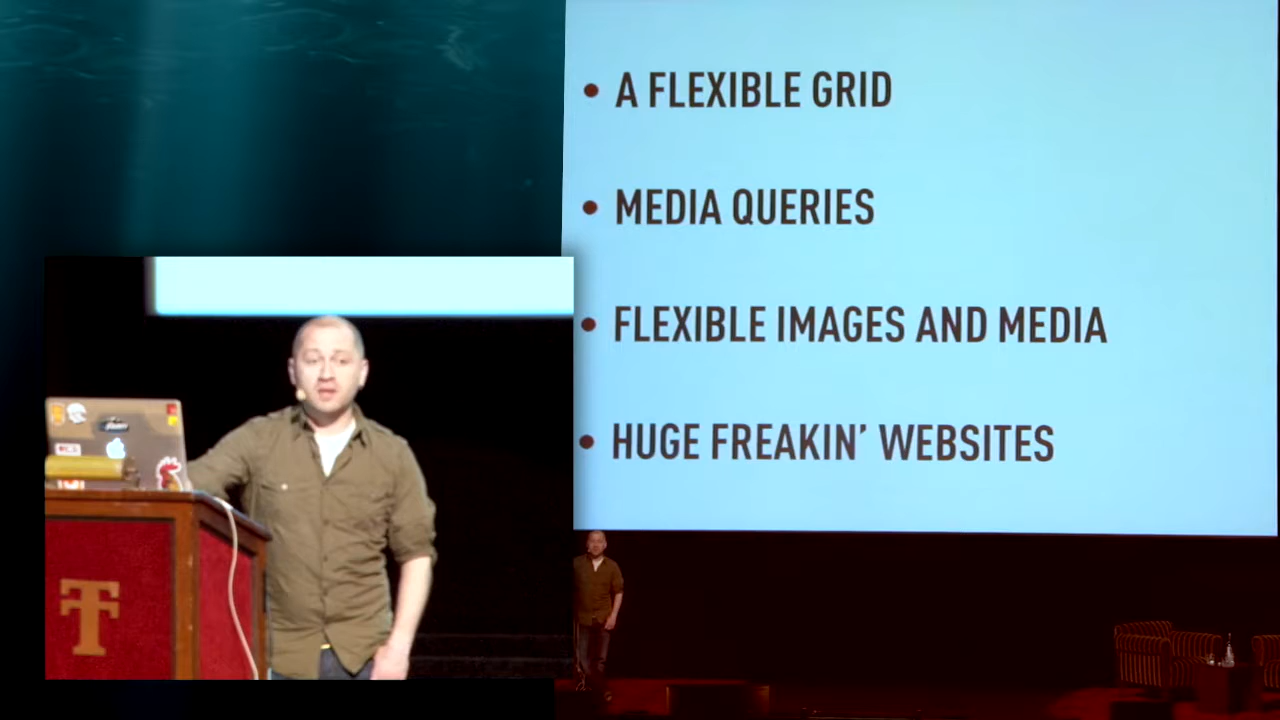 • A FLEXIBLE GRID
• MEDIA QUERIES
• FLEXIBLE IMAGES AND MEDIA
• HUGE FREAKIN’ WEBSITES
T